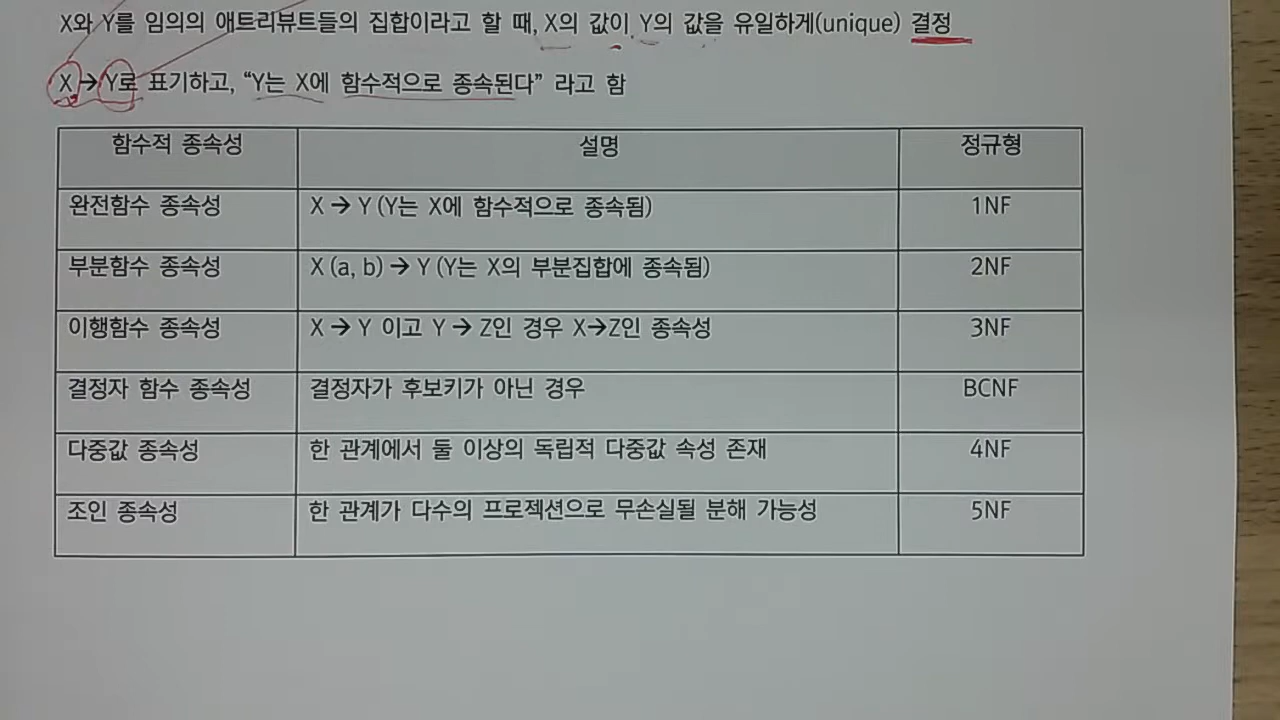 X와 Y를 임의의 애트리뷰트들의 집합이라고 할 때, X의 값이 Y의 값을 유일하게(unique) 결정
X → Y로 표기하고, “Y는 X에 함수적으로 종속된다” 라고 함
함수적 종속성 설명 정규형
완전함수 종속성 X → Y (Y는 X에 함수적으로 종속됨) 1NF
부분함수 종속성 X (a, b) → Y (Y는 X의 부분집합에 종속됨) 2NF
이행함수 종속성 X → Y 이고 Y → Z인 경우 X→Z인 종속성 3NF
결정자 함수 종속성 결정자가 후보키가 아닌 경우 BCNF
다중값 종속성 한 관계에서 둘 이상의 독립적 다중값 속성 존재 4NF
조인 종속성 한 관계가 다수의 프로젝션으로 무손실될 분해 가능성 5NF